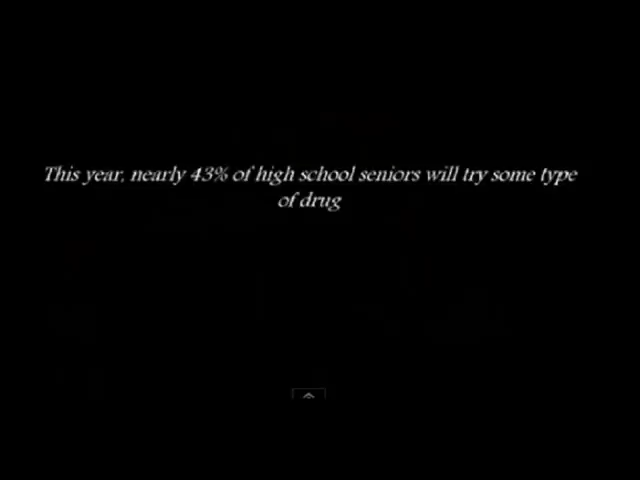 This year, nearly 43% of high school seniors will try some type
of drug